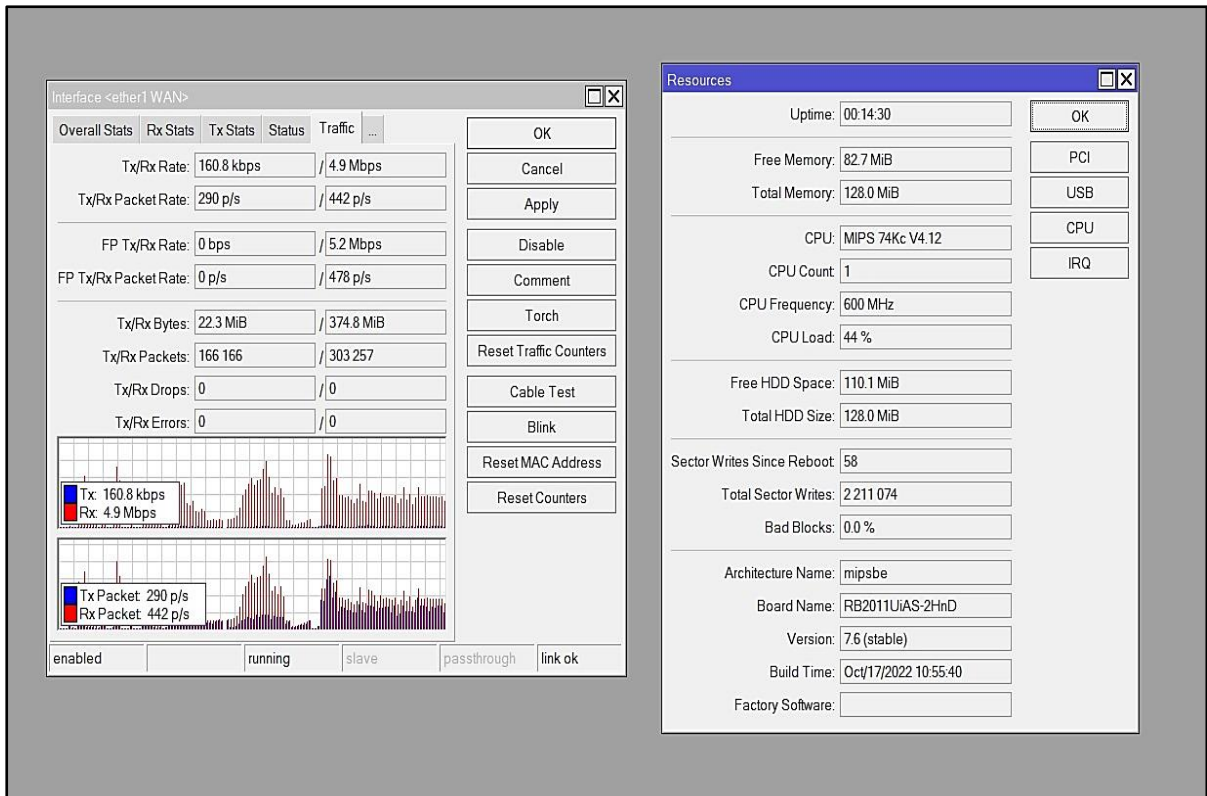 Interface <ether1 WAN>
Overall Stats Rx Stats Tx Stats Status Traffic ...
Tx/Rx Rate: 160.8 kbps / 4.9 Mbps
Tx/Rx Packet Rate: 290 p/s / 442 p/s
FP Tx/Rx Rate: 0 bps / 5.2 Mbps
FP Tx/Rx Packet Rate: 0 p/s / 478 p/s
Tx/Rx Bytes: 22.3 MiB / 374.8 MiB
Tx/Rx Packets: 166 166 / 303 257
Tx/Rx Drops: 0 / 0
Tx/Rx Errors: 0 / 0
Tx: 160.8 kbps
Rx: 4.9 Mbps
Tx Packet: 290 p/s
Rx Packet: 442 p/s
OK
Cancel
Apply
Disable
Comment
Torch
Reset Traffic Counters
Cable Test
Blink
Reset MAC Address
Reset Counters
enabled running slave passthrough link ok
Resources
Uptime: 00:14:30
Free Memory: 82.7 MiB
Total Memory: 128.0 MiB
CPU: MIPS 74Kc V4.12
CPU Count: 1
CPU Frequency: 600 MHz
CPU Load: 44 %
Free HDD Space: 110.1 MiB
Total HDD Size: 128.0 MiB
Sector Writes Since Reboot: 58
Total Sector Writes: 2 211 074
Bad Blocks: 0.0 %
Architecture Name: mipsbe
Board Name: RB2011UiAS-2HnD
Version: 7.6 (stable)
Build Time: Oct/17/2022 10:55:40
Factory Software:
OK
PCI
USB
CPU
IRQ